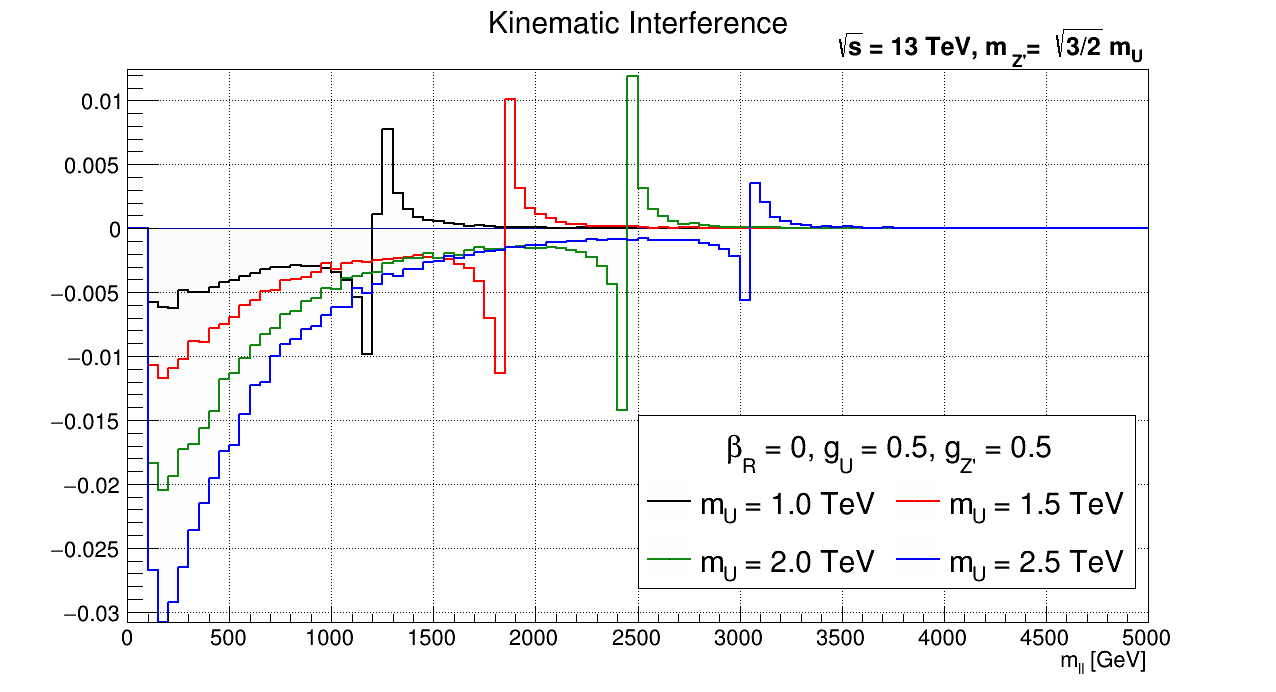 Kinematic Interference
√s = 13 TeV, m_Z'= √3/2 m_U
0.01
0.005
0
−0.005
−0.01
−0.015
−0.02
−0.025
−0.03
β_R = 0, g_U = 0.5, g_Z' = 0.5
m_U = 1.0 TeV m_U = 1.5 TeV
m_U = 2.0 TeV m_U = 2.5 TeV
0 500 1000 1500 2000 2500 3000 3500 4000 4500 5000
m_ll [GeV]